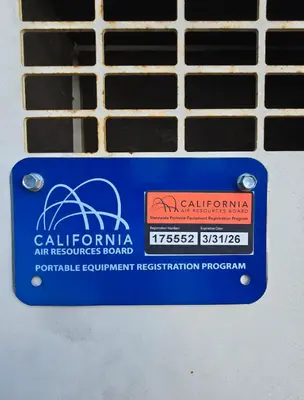 CALIFORNIA
AIR RESOURCES BOARD
PORTABLE EQUIPMENT REGISTRATION PROGRAM
CALIFORNIA
AIR RESOURCES BOARD
Statewide Portable Equipment Registration Program
Registration Number:
Expiration Date:
175552
3/31/26